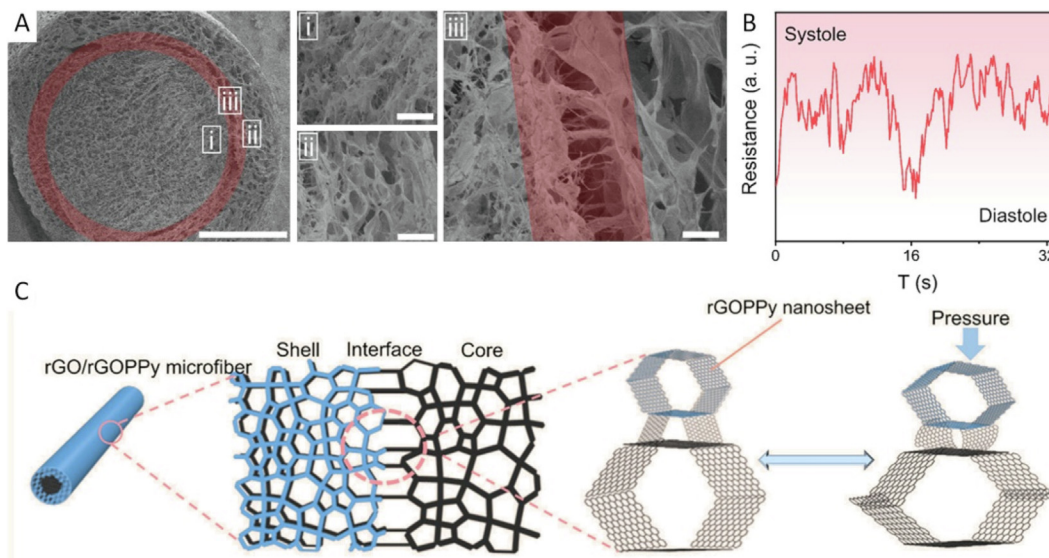 A
i
ii
iii
i
ii
iii
B
Systole
Diastole
Resistance (a. u.)
0
16
32
T (s)
C
rGO/rGOPPy microfiber
Shell
Interface
Core
rGOPPy nanosheet
Pressure